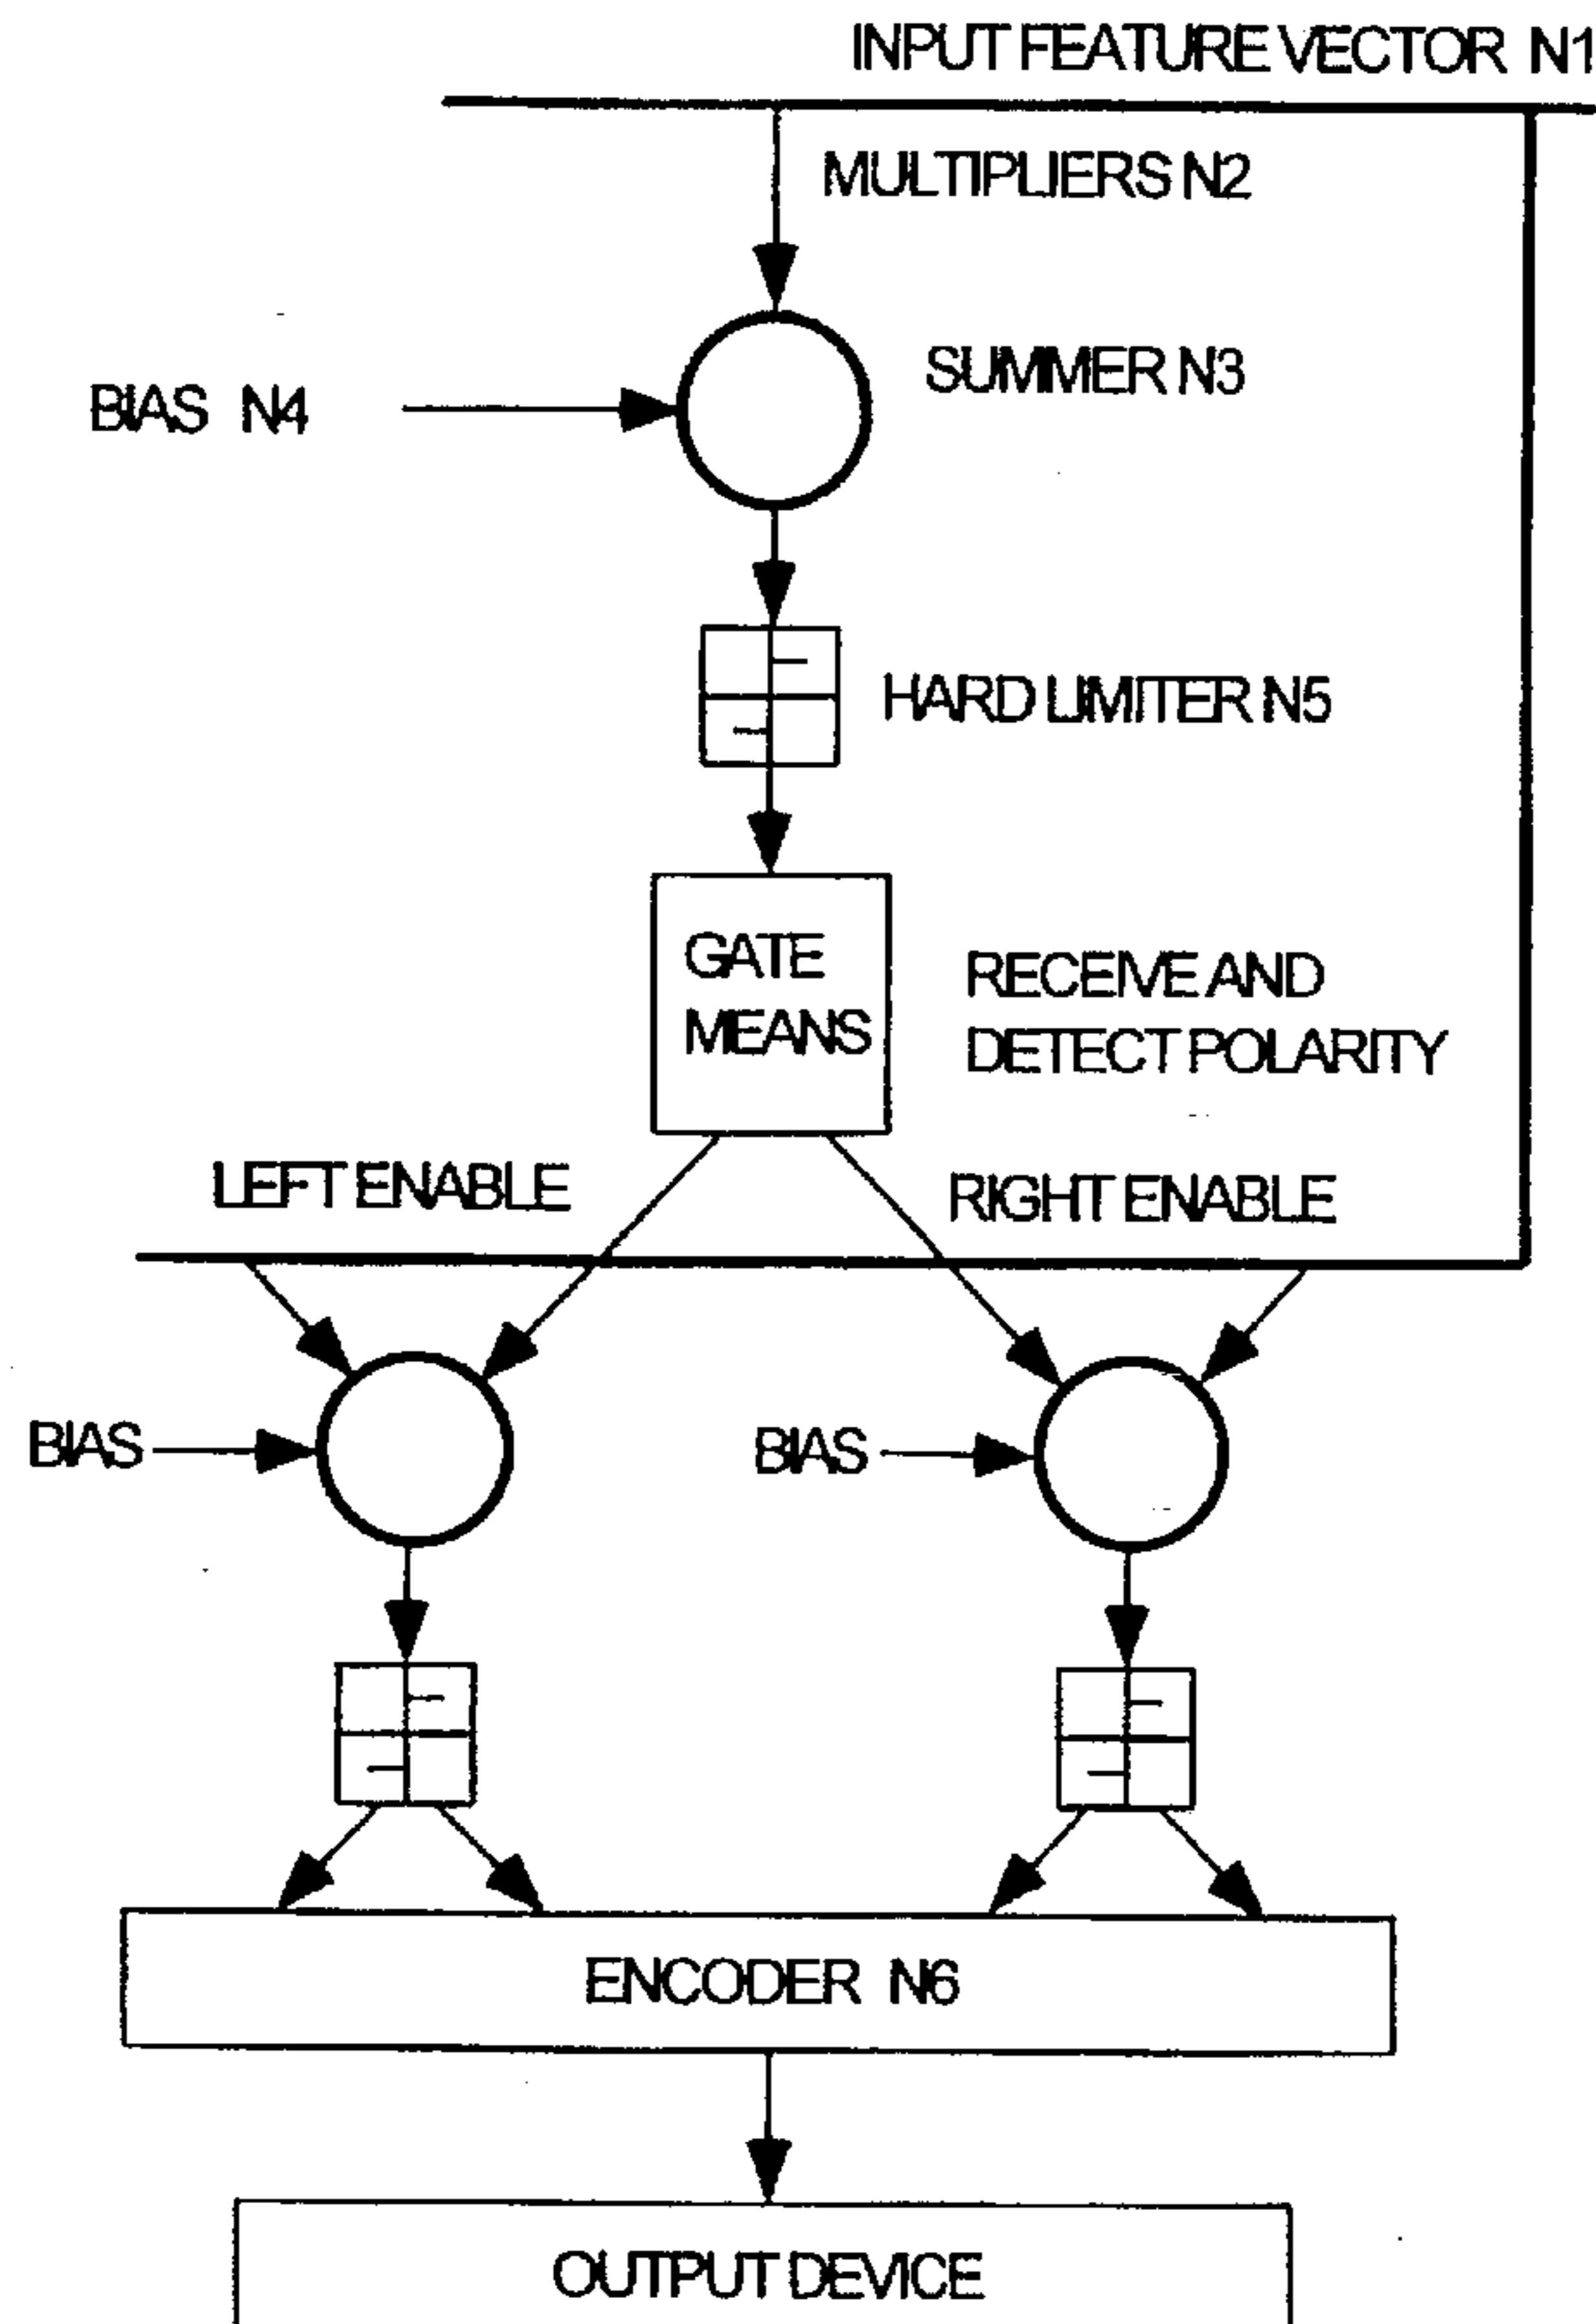 INPUT FEATURE VECTOR N1
MULTIPLIERS N2
SUMMER N3
BIAS N4
HARD LIMITER N5
GATE
MEANS
RECEIVE AND
DETECT POLARITY
LEFT ENABLE
RIGHT ENABLE
BIAS
BIAS
ENCODER N6
OUTPUT DEVICE